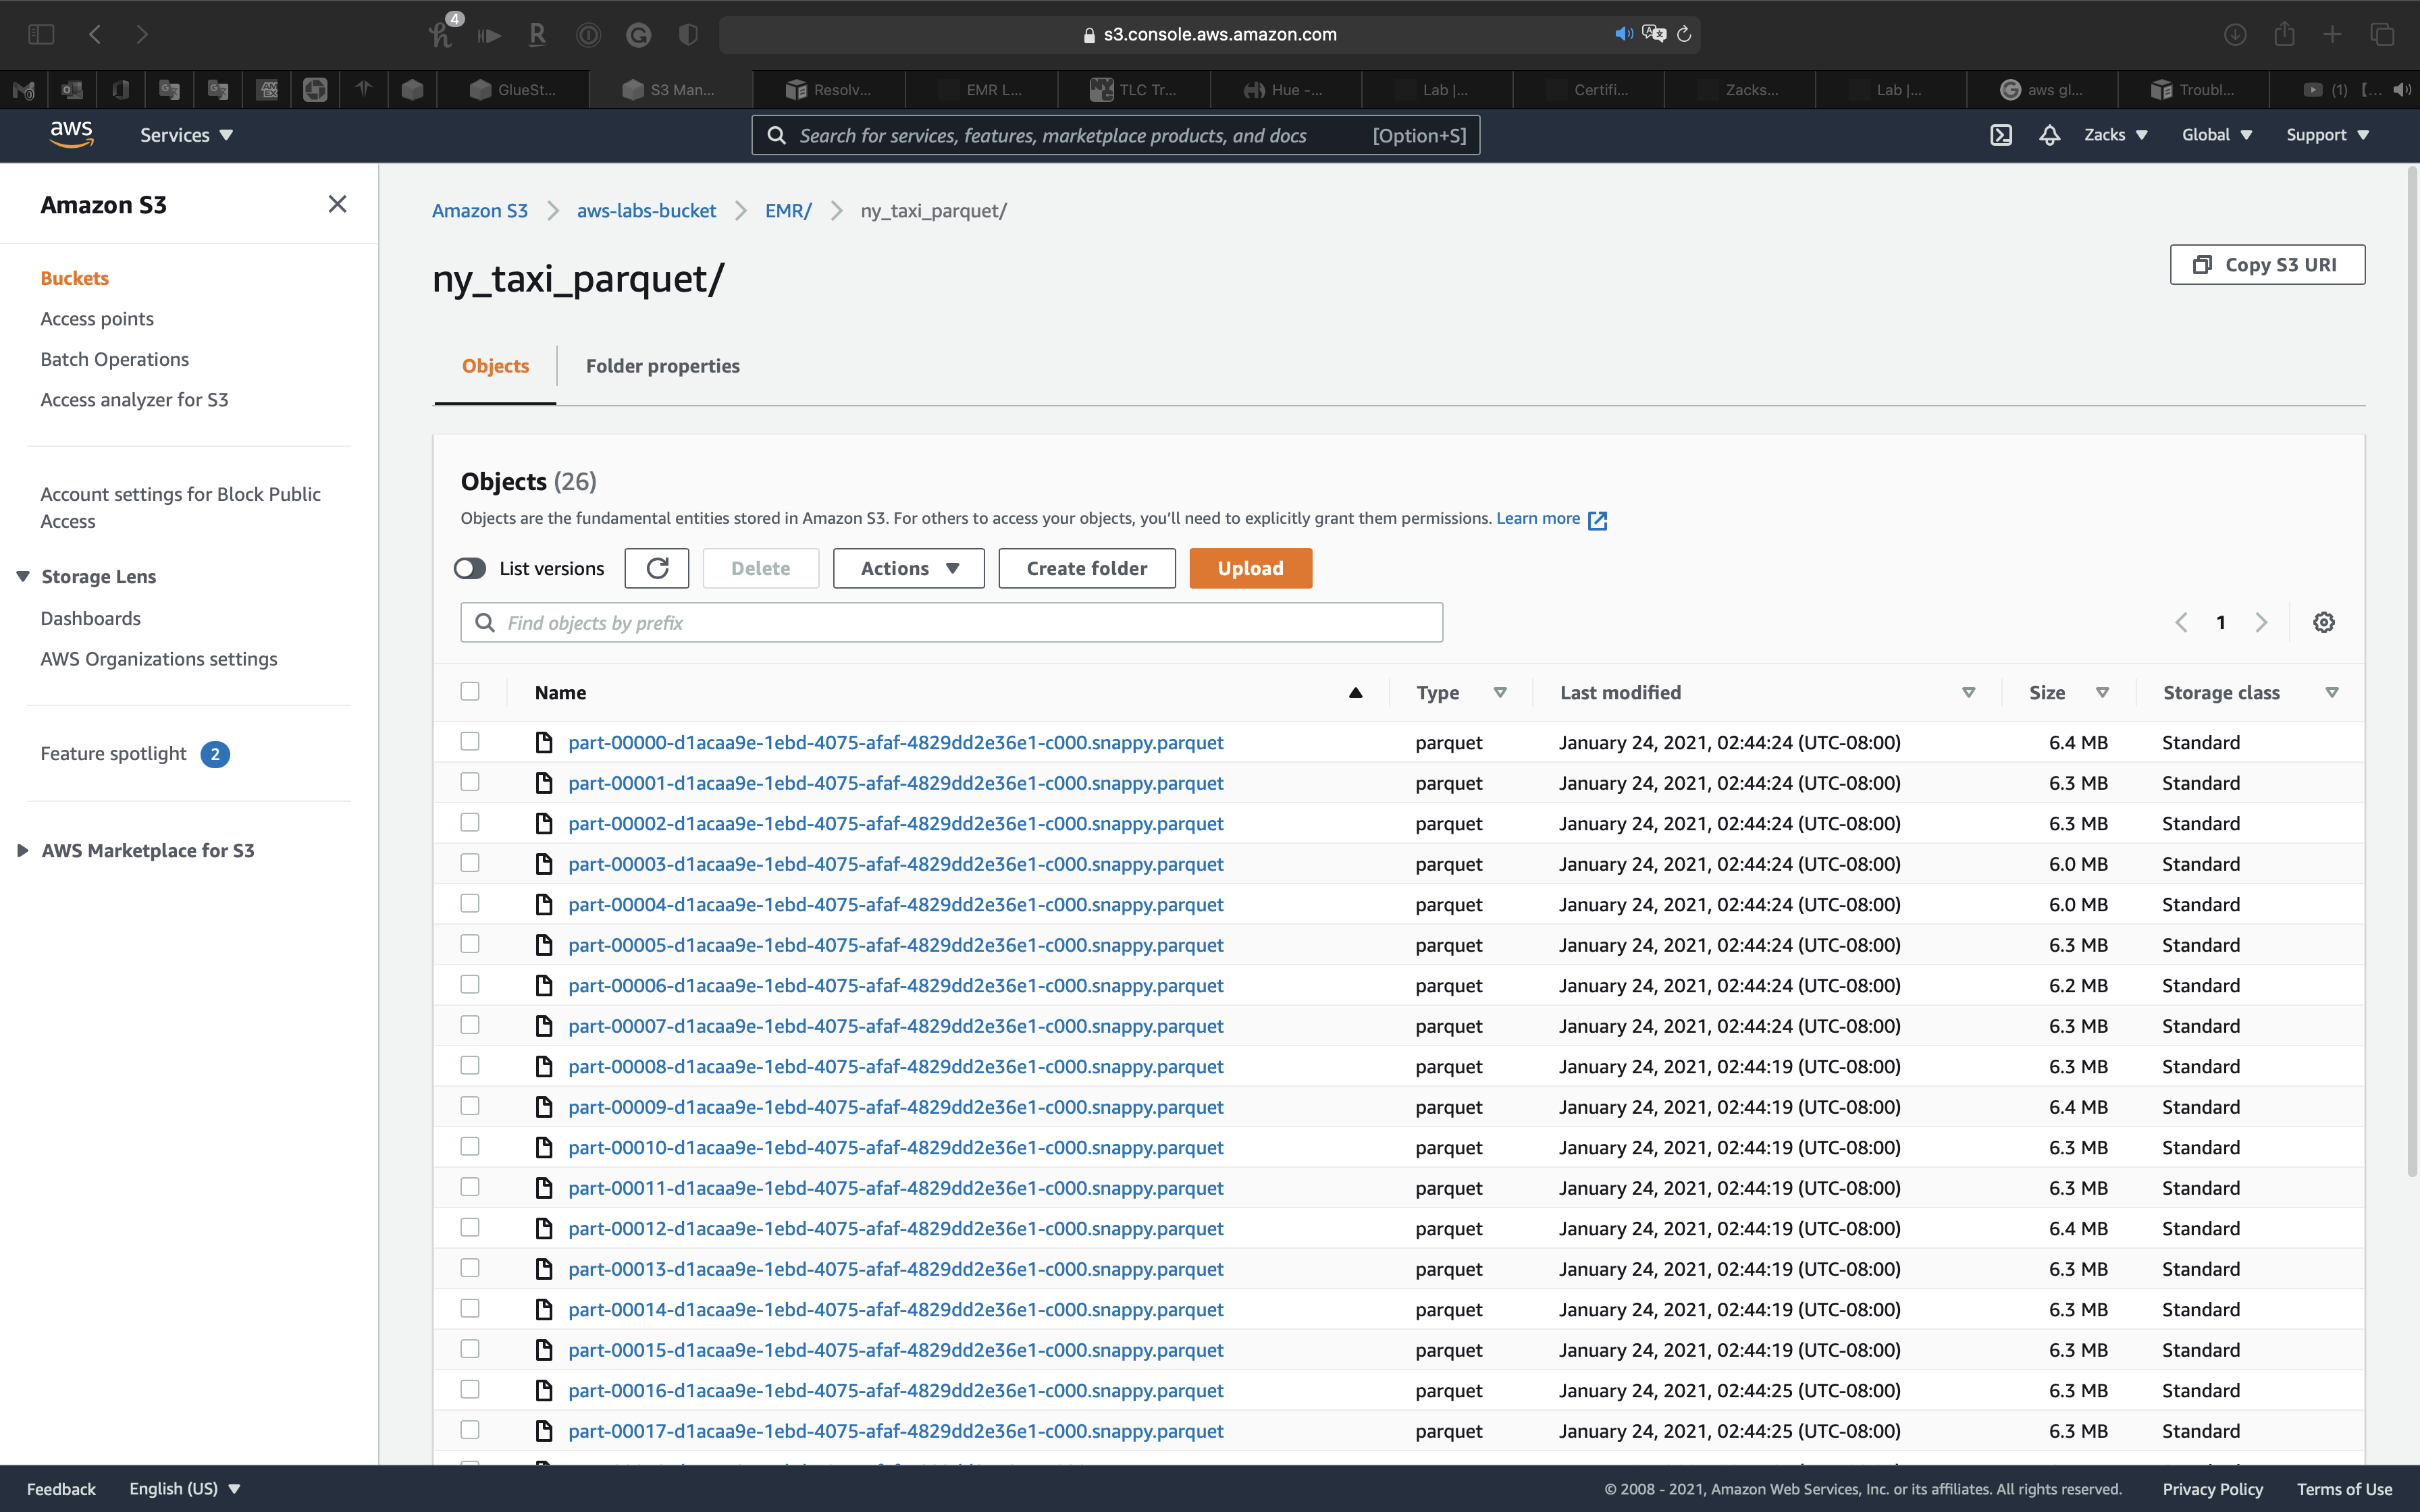 4
s3.console.aws.amazon.com
GlueSt... S3 Man... Resolv... EMR L... TLC Tr... Hue -... Lab |... Certifi... Zacks... Lab |... aws gl... Troubl... (1) [...
aws Services Search for services, features, marketplace products, and docs [Option+S] Zacks Global Support
Amazon S3
Buckets
Access points
Batch Operations
Access analyzer for S3
Account settings for Block Public
Access
Storage Lens
Dashboards
AWS Organizations settings
Feature spotlight 2
AWS Marketplace for S3
Amazon S3 aws-labs-bucket EMR/ ny_taxi_parquet/
ny_taxi_parquet/
Copy S3 URI
Objects Folder properties
Objects (26)
Objects are the fundamental entities stored in Amazon S3. For others to access your objects, you'll need to explicitly grant them permissions. Learn more
List versions Delete Actions Create folder Upload
Find objects by prefix 1
Name Type Last modified Size Storage class
part-00000-d1acaa9e-1ebd-4075-afaf-4829dd2e36e1-c000.snappy.parquet parquet January 24, 2021, 02:44:24 (UTC-08:00) 6.4 MB Standard
part-00001-d1acaa9e-1ebd-4075-afaf-4829dd2e36e1-c000.snappy.parquet parquet January 24, 2021, 02:44:24 (UTC-08:00) 6.3 MB Standard
part-00002-d1acaa9e-1ebd-4075-afaf-4829dd2e36e1-c000.snappy.parquet parquet January 24, 2021, 02:44:24 (UTC-08:00) 6.3 MB Standard
part-00003-d1acaa9e-1ebd-4075-afaf-4829dd2e36e1-c000.snappy.parquet parquet January 24, 2021, 02:44:24 (UTC-08:00) 6.0 MB Standard
part-00004-d1acaa9e-1ebd-4075-afaf-4829dd2e36e1-c000.snappy.parquet parquet January 24, 2021, 02:44:24 (UTC-08:00) 6.0 MB Standard
part-00005-d1acaa9e-1ebd-4075-afaf-4829dd2e36e1-c000.snappy.parquet parquet January 24, 2021, 02:44:24 (UTC-08:00) 6.3 MB Standard
part-00006-d1acaa9e-1ebd-4075-afaf-4829dd2e36e1-c000.snappy.parquet parquet January 24, 2021, 02:44:24 (UTC-08:00) 6.2 MB Standard
part-00007-d1acaa9e-1ebd-4075-afaf-4829dd2e36e1-c000.snappy.parquet parquet January 24, 2021, 02:44:24 (UTC-08:00) 6.3 MB Standard
part-00008-d1acaa9e-1ebd-4075-afaf-4829dd2e36e1-c000.snappy.parquet parquet January 24, 2021, 02:44:19 (UTC-08:00) 6.3 MB Standard
part-00009-d1acaa9e-1ebd-4075-afaf-4829dd2e36e1-c000.snappy.parquet parquet January 24, 2021, 02:44:19 (UTC-08:00) 6.4 MB Standard
part-00010-d1acaa9e-1ebd-4075-afaf-4829dd2e36e1-c000.snappy.parquet parquet January 24, 2021, 02:44:19 (UTC-08:00) 6.3 MB Standard
part-00011-d1acaa9e-1ebd-4075-afaf-4829dd2e36e1-c000.snappy.parquet parquet January 24, 2021, 02:44:19 (UTC-08:00) 6.3 MB Standard
part-00012-d1acaa9e-1ebd-4075-afaf-4829dd2e36e1-c000.snappy.parquet parquet January 24, 2021, 02:44:19 (UTC-08:00) 6.4 MB Standard
part-00013-d1acaa9e-1ebd-4075-afaf-4829dd2e36e1-c000.snappy.parquet parquet January 24, 2021, 02:44:19 (UTC-08:00) 6.3 MB Standard
part-00014-d1acaa9e-1ebd-4075-afaf-4829dd2e36e1-c000.snappy.parquet parquet January 24, 2021, 02:44:19 (UTC-08:00) 6.3 MB Standard
part-00015-d1acaa9e-1ebd-4075-afaf-4829dd2e36e1-c000.snappy.parquet parquet January 24, 2021, 02:44:19 (UTC-08:00) 6.3 MB Standard
part-00016-d1acaa9e-1ebd-4075-afaf-4829dd2e36e1-c000.snappy.parquet parquet January 24, 2021, 02:44:25 (UTC-08:00) 6.3 MB Standard
part-00017-d1acaa9e-1ebd-4075-afaf-4829dd2e36e1-c000.snappy.parquet parquet January 24, 2021, 02:44:25 (UTC-08:00) 6.3 MB Standard
Feedback English (US) © 2008 - 2021, Amazon Web Services, Inc. or its affiliates. All rights reserved. Privacy Policy Terms of Use